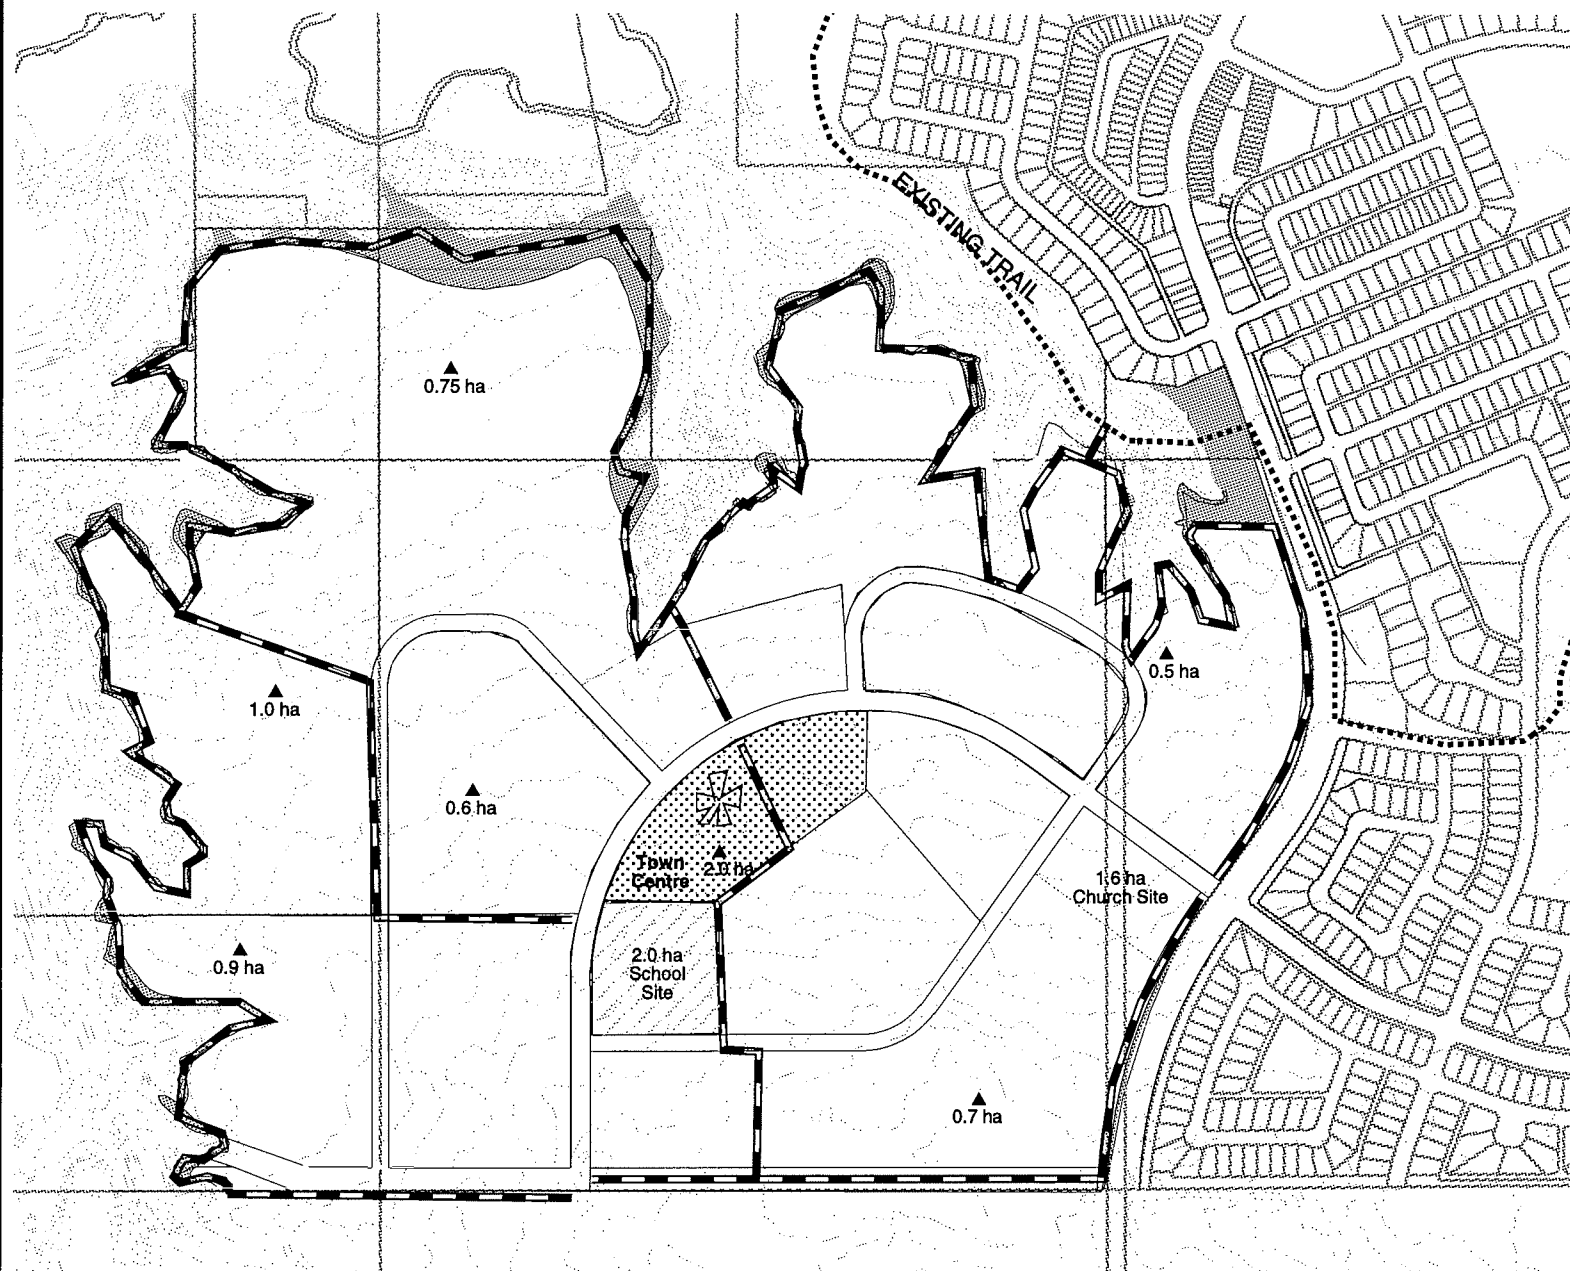 EXISTING TRAIL
▲
0.75 ha
▲
0.5 ha
▲
1.0 ha
▲
0.6 ha
Town
Centre
▲
2.0 ha
1.6 ha
Church Site
▲
0.9 ha
2.0 ha
School
Site
▲
0.7 ha